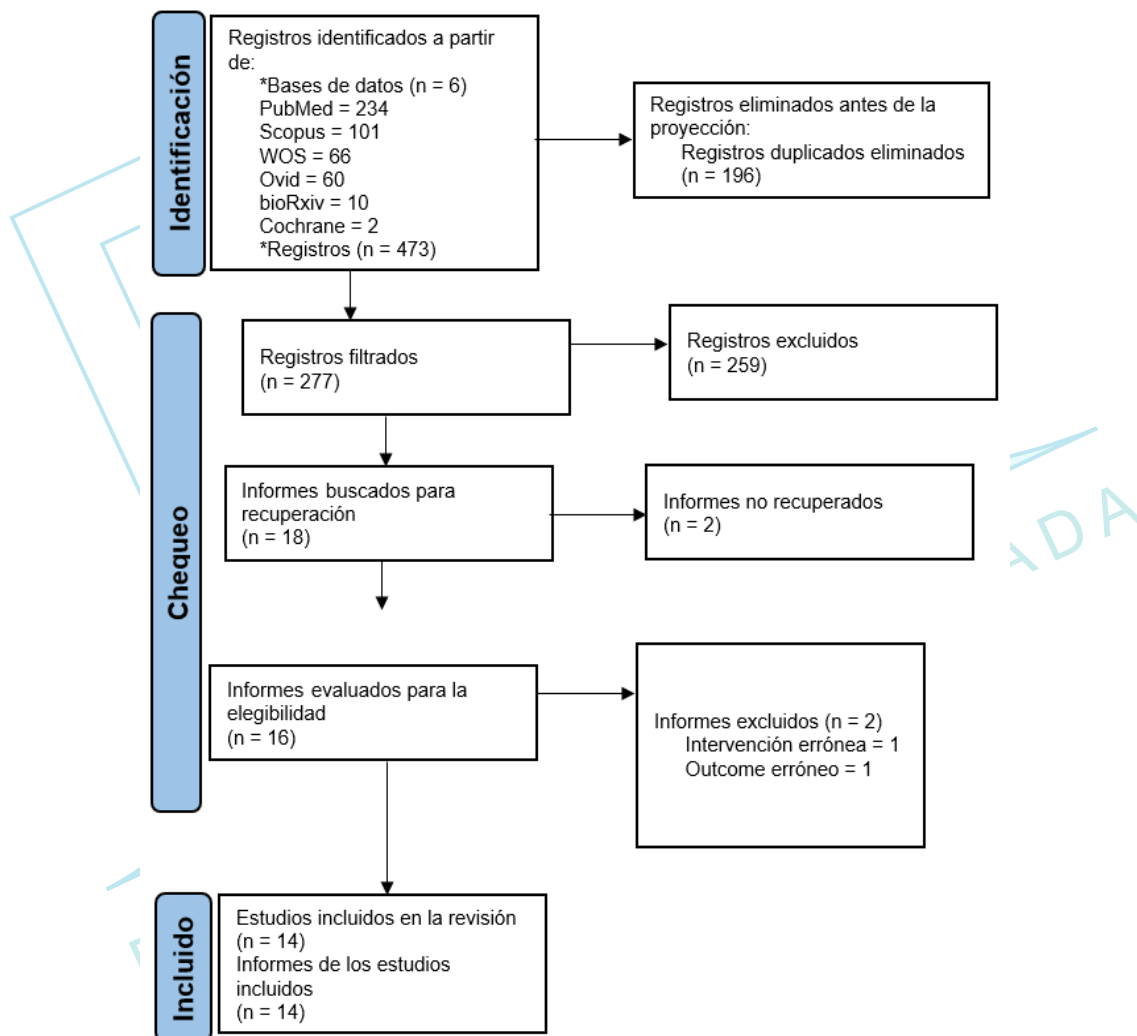 Identificación
Registros identificados a partir
de:
*Bases de datos (n = 6)
PubMed = 234
Scopus = 101
WOS = 66
Ovid = 60
bioRxiv = 10
Cochrane = 2
*Registros (n = 473)
Registros eliminados antes de la
proyección:
Registros duplicados eliminados
(n = 196)
Chequeo
Registros filtrados
(n = 277)
Registros excluidos
(n = 259)
Informes buscados para
recuperación
(n = 18)
Informes no recuperados
(n = 2)
ADA
Informes evaluados para la
elegibilidad
(n = 16)
Informes excluidos (n = 2)
Intervención errónea = 1
Outcome erróneo = 1
Incluido
Estudios incluidos en la revisión
(n = 14)
Informes de los estudios
incluidos
(n = 14)